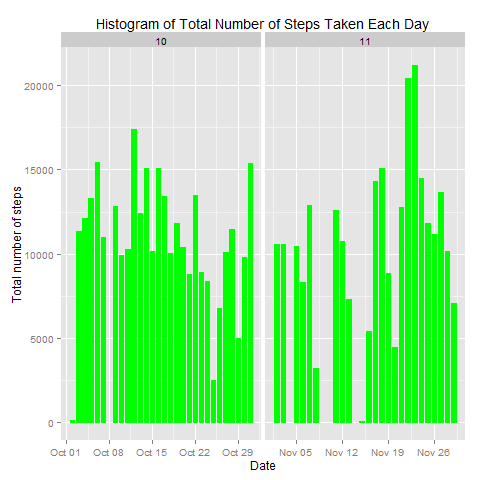 Histogram of Total Number of Steps Taken Each Day
10 11
20000
15000
10000
5000
0
Total number of steps
Oct 01 Oct 08 Oct 15 Oct 22 Oct 29 Nov 05 Nov 12 Nov 19 Nov 26
Date